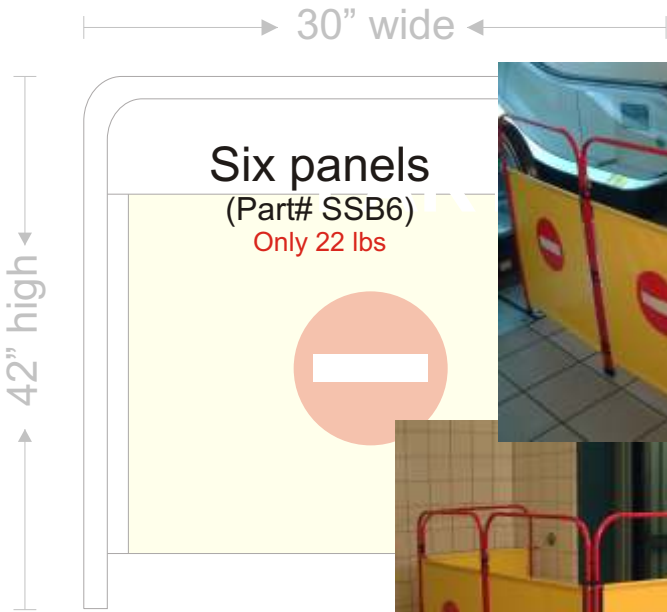 30” wide
Six panels
(Part# SSB6)
Only 22 lbs
42” high